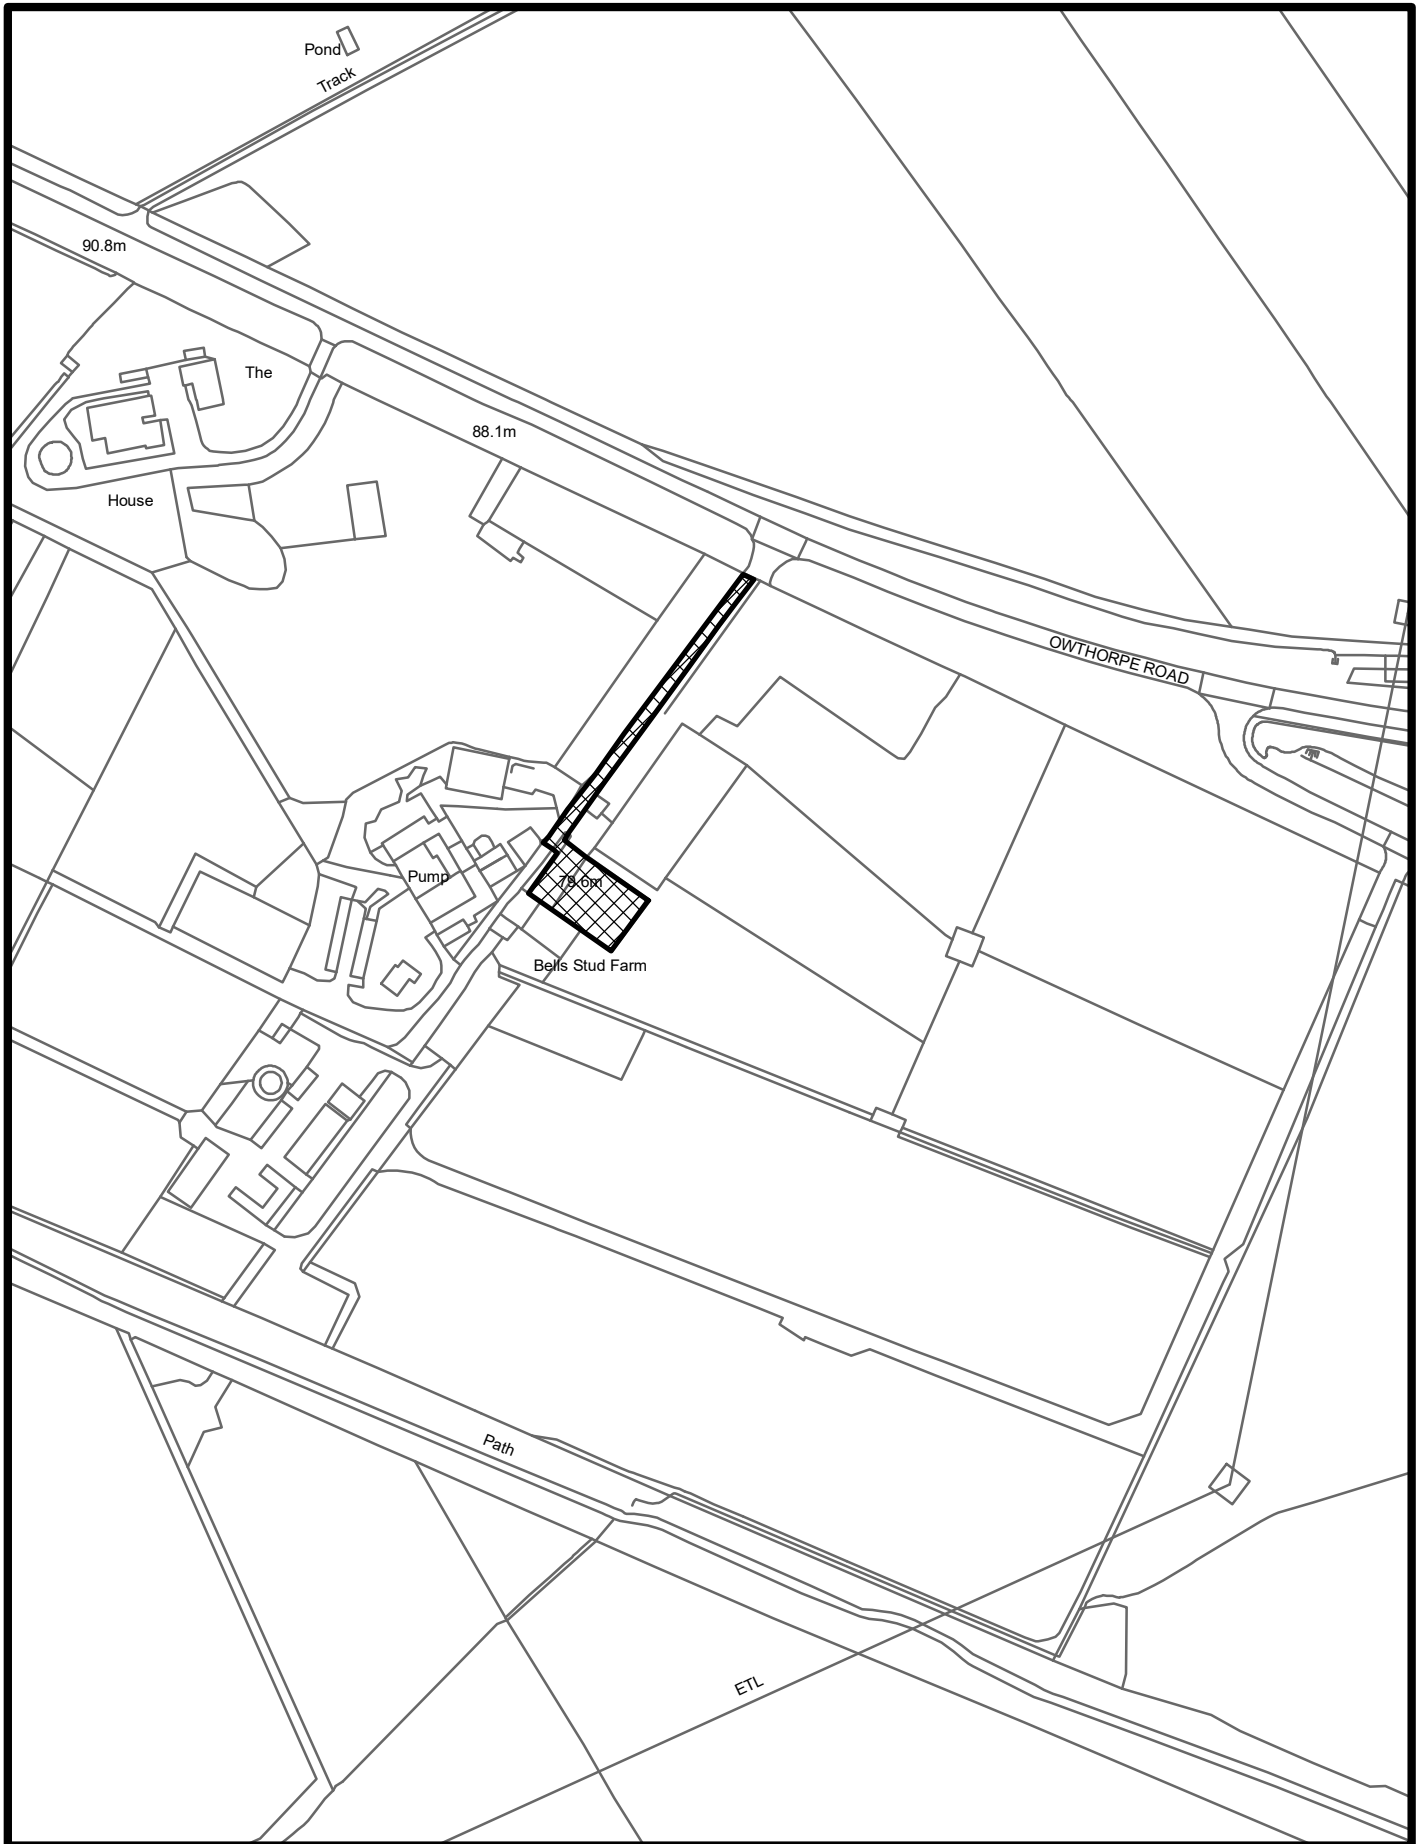 Pond
Track
90.8m
The
88.1m
House
OWTHORPE ROAD
Pump
79.6m
Bells Stud Farm
Path
ETL